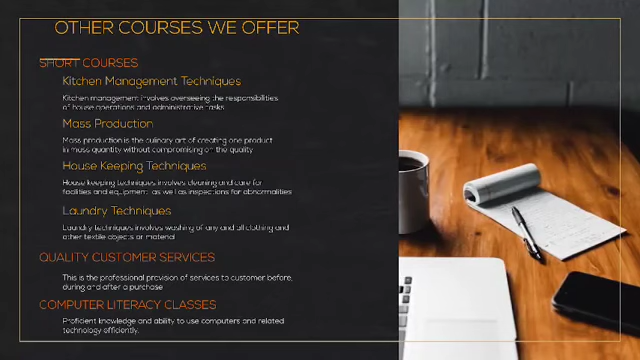 OTHER COURSES WE OFFER
SHORT COURSES
Kitchen Management Techniques
Kitchen management involves overseeing the responsibilities
of house operations and administrative tasks
Mass Production
Mass production is the culinary art of creating one product
in mass quantity without compromising on the quality
House Keeping Techniques
House keeping techniques involves cleaning and care for
facilities and equipment, as well as inspections for abnormalities
Laundry Techniques
Laundry techniques involves washing of any and all clothing and
other textile objects or material
QUALITY CUSTOMER SERVICES
This is the professional provision of services to customer before,
during and after a purchase
COMPUTER LITERACY CLASSES
Proficient knowledge and ability to use computers and related
technology efficiently.